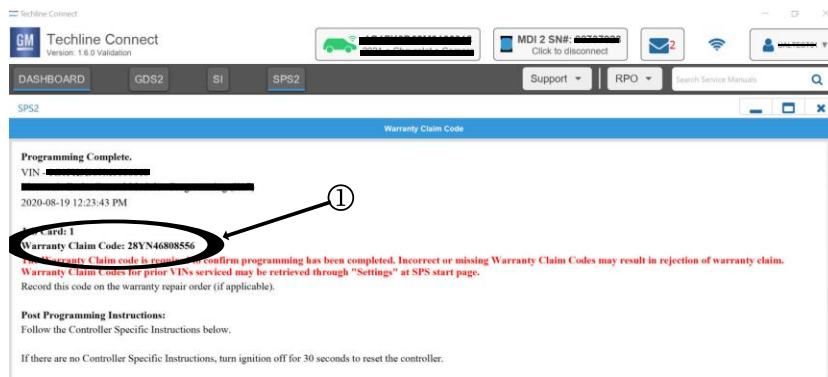 Techline Connect
GM
Techline Connect
Version: 1.6.0 Validation
MDI 2 SN#:
Click to disconnect
2
DASHBOARD
GDS2
SI
SPS2
Support
RPO
Search Service Manuals
SPS2
Warranty Claim Code
Programming Complete.
VIN -
2020-08-19 12:23:43 PM
Card: 1
Warranty Claim Code: 28YN46808556
The Warranty Claim code is required to confirm programming has been completed. Incorrect or missing Warranty Claim Codes may result in rejection of warranty claim.
Warranty Claim Codes for prior VINs serviced may be retrieved through "Settings" at SPS start page.
Record this code on the warranty repair order (if applicable).
Post Programming Instructions:
Follow the Controller Specific Instructions below.
If there are no Controller Specific Instructions, turn ignition off for 30 seconds to reset the controller.
1